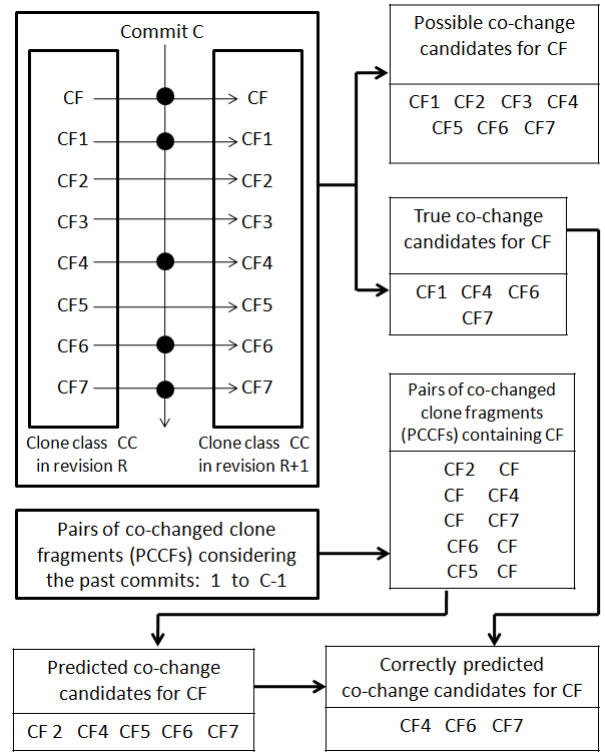 Commit C
CF CF
CF1 CF1
CF2 CF2
CF3 CF3
CF4 CF4
CF5 CF5
CF6 CF6
CF7 CF7
Clone class CC
in revision R
Clone class CC
in revision R+1
Possible co-change
candidates for CF
CF1 CF2 CF3 CF4
CF5 CF6 CF7
True co-change
candidates for CF
CF1 CF4 CF6
CF7
Pairs of co-changed
clone fragments
(PCCFs) containing CF
CF2 CF
CF CF4
CF CF7
CF6 CF
CF5 CF
Pairs of co-changed clone
fragments (PCCFs) considering
the past commits: 1 to C-1
Predicted co-change
candidates for CF
CF 2 CF4 CF5 CF6 CF7
Correctly predicted
co-change candidates for CF
CF4 CF6 CF7